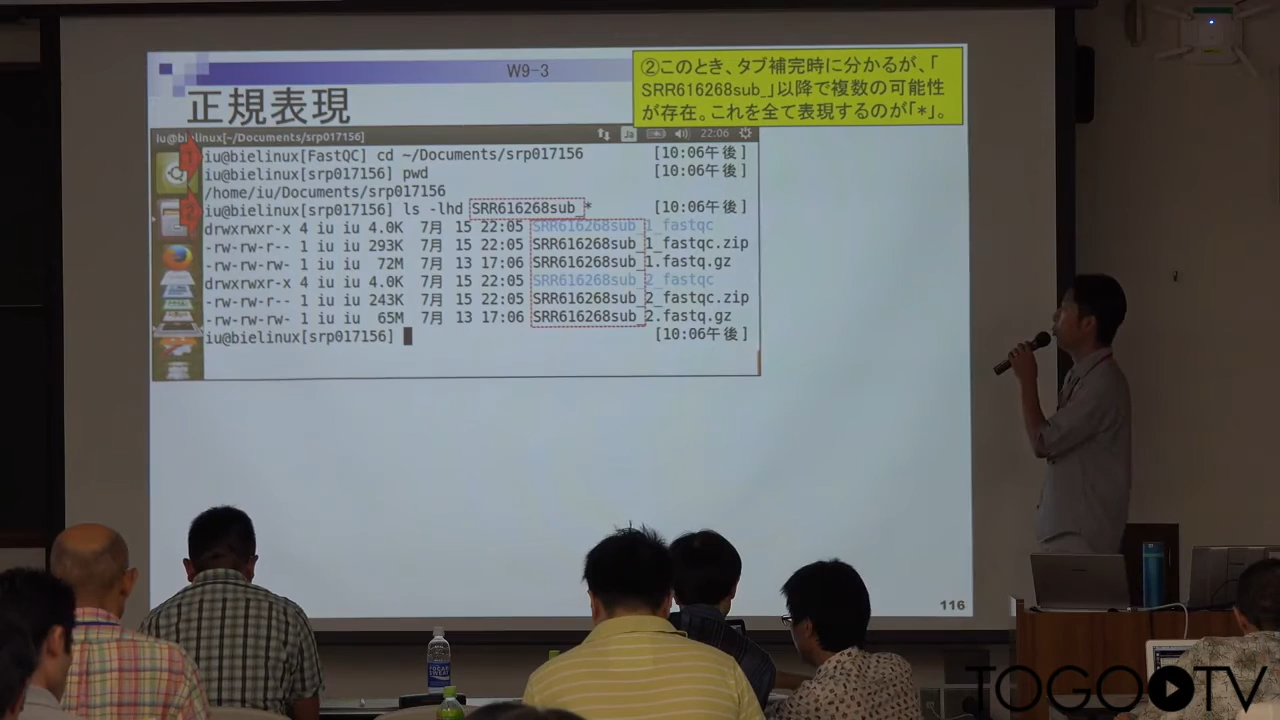 W9-3
正規表現
②このとき、タブ補完時に分かるが、「
SRR616268sub_」以降で複数の可能性
が存在。これを全て表現するのが「*」。
iu@bielinux[~/Documents/srp017156]
Ja
22:06
1
iu@bielinux[FastQC] cd ~/Documents/srp017156 [10:06午後]
iu@bielinux[srp017156] pwd [10:06午後]
/home/iu/Documents/srp017156
2
iu@bielinux[srp017156] ls -lhd SRR616268sub_* [10:06午後]
drwxrwxr-x 4 iu iu 4.0K 7月 15 22:05 SRR616268sub_1_fastqc
-rw-rw-r-- 1 iu iu 293K 7月 15 22:05 SRR616268sub_1_fastqc.zip
-rw-rw-rw- 1 iu iu 72M 7月 13 17:06 SRR616268sub_1.fastq.gz
drwxrwxr-x 4 iu iu 4.0K 7月 15 22:05 SRR616268sub_2_fastqc
-rw-rw-r-- 1 iu iu 243K 7月 15 22:05 SRR616268sub_2_fastqc.zip
-rw-rw-rw- 1 iu iu 65M 7月 13 17:06 SRR616268sub_2.fastq.gz
iu@bielinux[srp017156] [10:06午後]
116
POCARI
SWEAT
TOGOTV